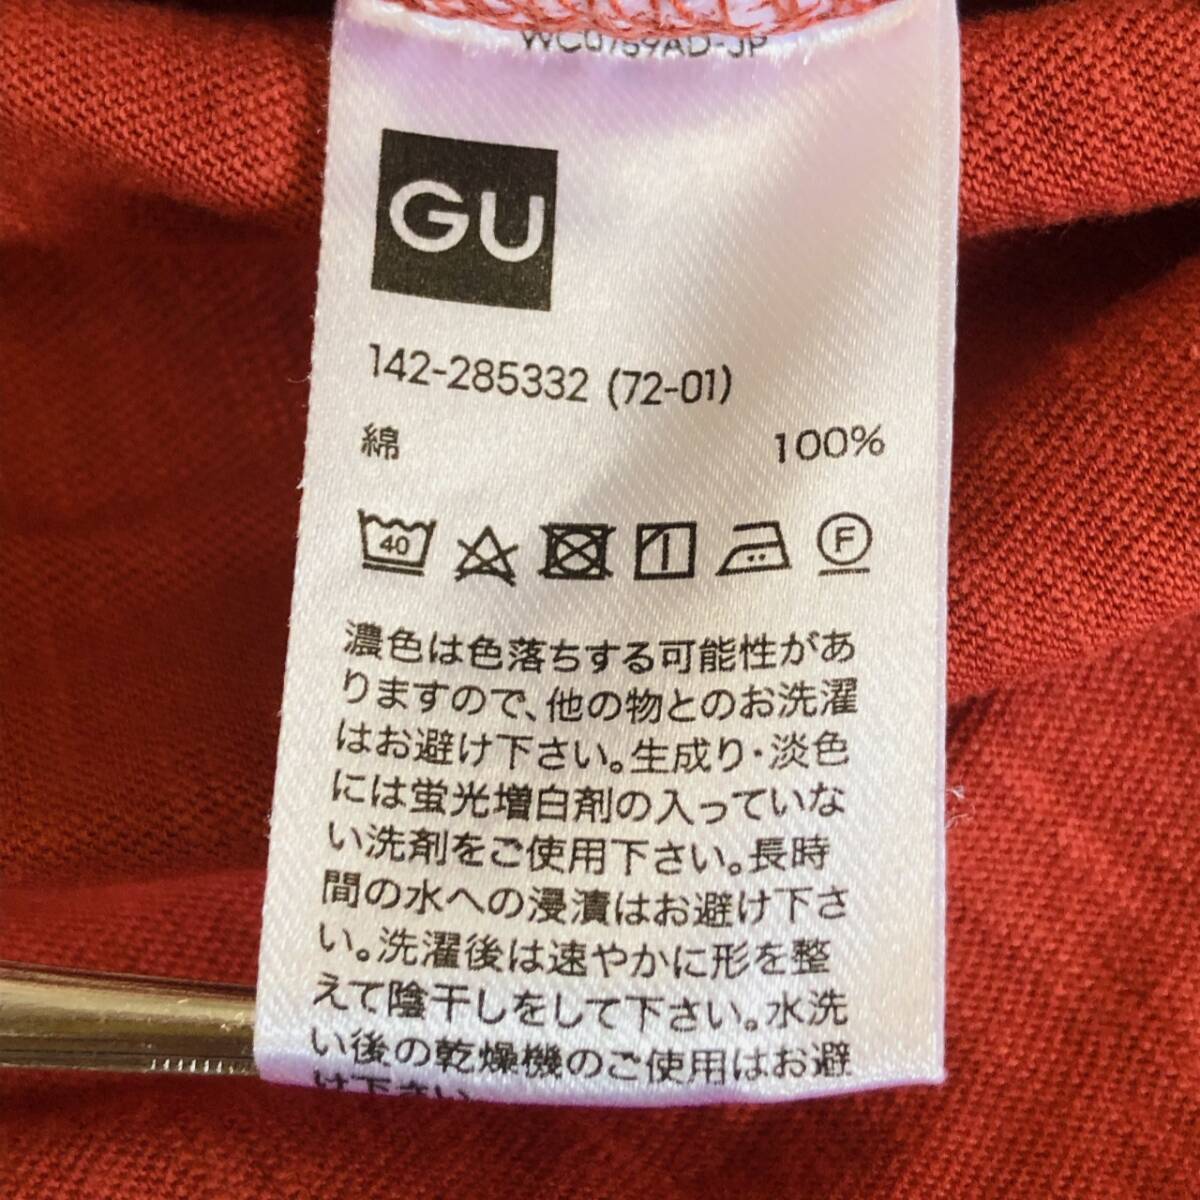 WC0759AD-JP
GU
142-285332 (72-01)
綿 100%
40
F
濃色は色落ちする可能性があ
りますので、他の物とのお洗濯
はお避け下さい。生成り・淡色
には蛍光増白剤の入っていな
い洗剤をご使用下さい。長時
間の水への浸漬はお避け下さ
い。洗濯後は速やかに形を整
えて陰干しをして下さい。水洗
い後の乾燥機のご使用はお避
け下さい。